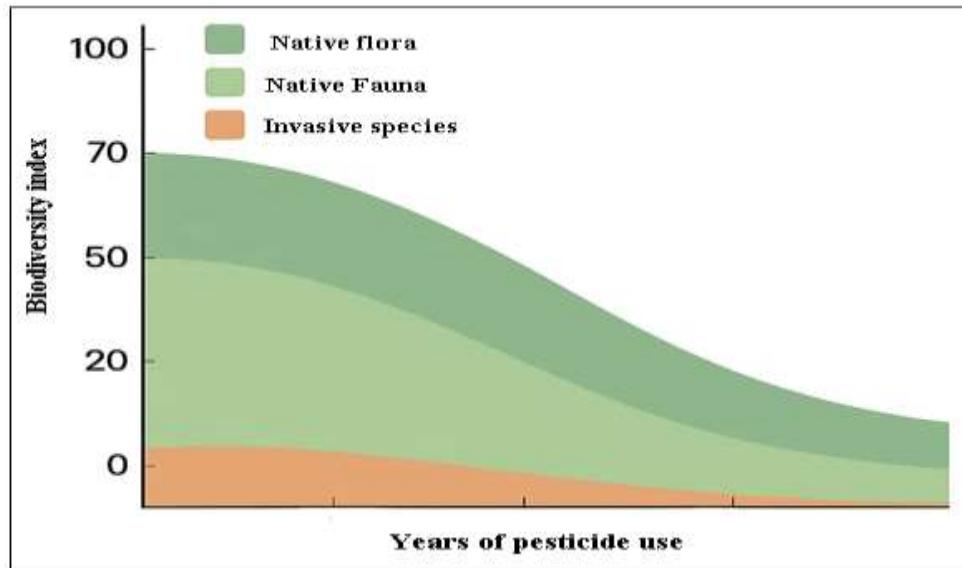 100
70
50
20
0
Biodiversity index
Native flora
Native Fauna
Invasive species
Years of pesticide use